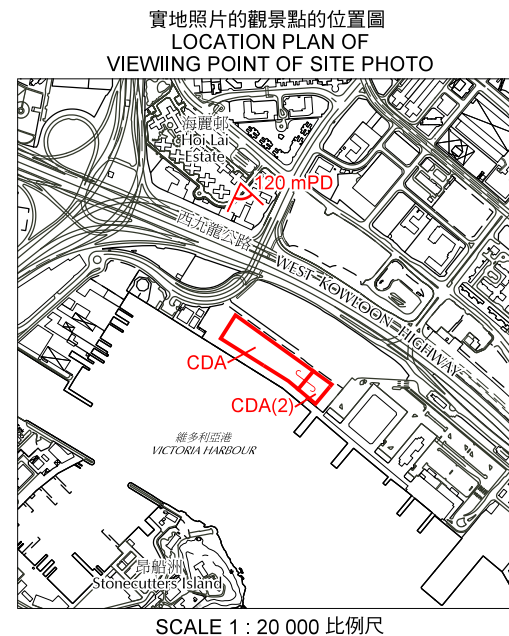 實地照片的觀景點的位置圖
LOCATION PLAN OF
VIEWIING POINT OF SITE PHOTO
海麗邨
Hoi Lai
Estate
120 mPD
西九龍公路
WEST KOWLOON HIGHWAY
CDA
CDA(2)
維多利亞港
VICTORIA HARBOUR
昂船洲
Stonecutters Island
SCALE 1 : 20 000 比例尺